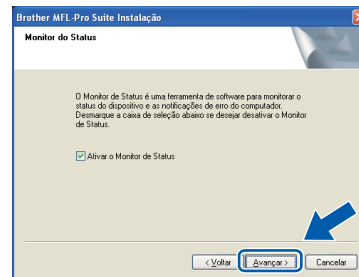 Brother MFL-Pro Suite Instalação
Monitor do Status
O Monitor de Status é uma ferramenta de software para monitorar o
status do dispositivo e as notificações de erro do computador.
Desmarque a caixa de seleção abaixo se desejar desativar o Monitor
de Status.
Ativar o Monitor de Status
< Voltar Avançar > Cancelar